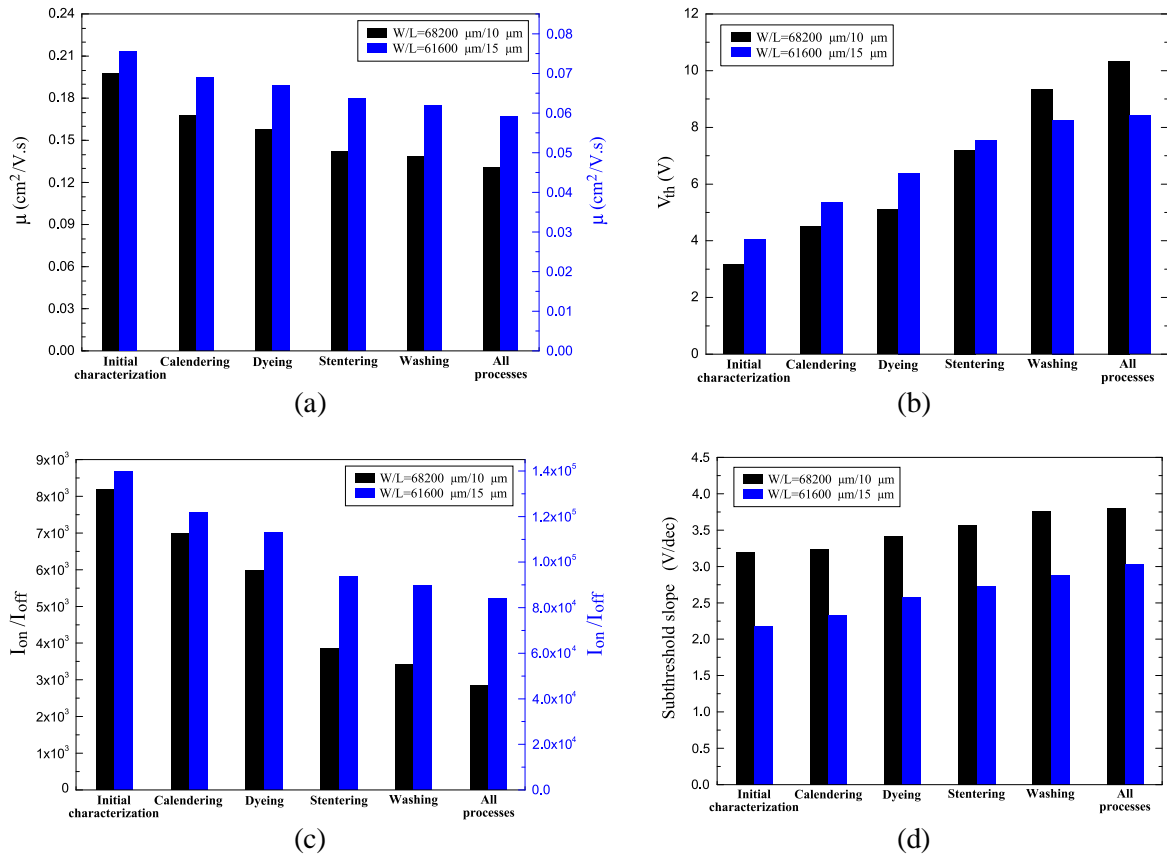 W/L=68200 μm/10 μm
W/L=61600 μm/15 μm
μ (cm²/V.s)
0.24
0.21
0.18
0.15
0.12
0.09
0.06
0.03
0.00
0.08
0.07
0.06
0.05
0.04
0.03
0.02
0.01
0.00
μ (cm²/V.s)
Initial characterization
Calendering
Dyeing
Stentering
Washing
All processes
(a)
W/L=68200 μm/10 μm
W/L=61600 μm/15 μm
V_th (V)
12
10
8
6
4
2
0
Initial characterization
Calendering
Dyeing
Stentering
Washing
All processes
(b)
W/L=68200 μm/10 μm
W/L=61600 μm/15 μm
I_on/I_off
9x10³
8x10³
7x10³
6x10³
5x10³
4x10³
3x10³
2x10³
1x10³
0
1.4x10⁵
1.2x10⁵
1.0x10⁵
8.0x10⁴
6.0x10⁴
4.0x10⁴
2.0x10⁴
0.0
I_on/I_off
Initial characterization
Calendering
Dyeing
Stentering
Washing
All processes
(c)
W/L=68200 μm/10 μm
W/L=61600 μm/15 μm
Subthreshold slope (V/dec)
4.5
4.0
3.5
3.0
2.5
2.0
1.5
1.0
0.5
0.0
Initial characterization
Calendering
Dyeing
Stentering
Washing
All processes
(d)